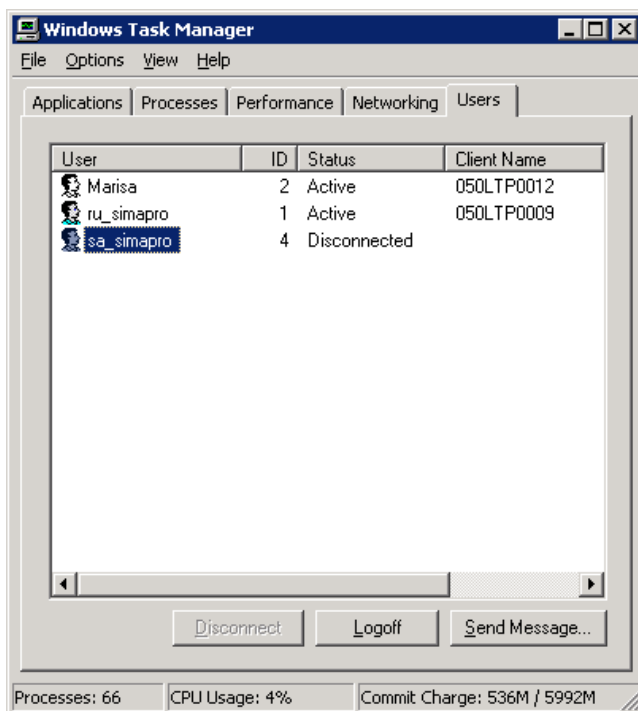 Windows Task Manager
File Options View Help
Applications Processes Performance Networking Users
User ID Status Client Name
Marisa 2 Active 050LTP0012
ru_simapro 1 Active 050LTP0009
sa_simapro 4 Disconnected
Disconnect Logoff Send Message...
Processes: 66 CPU Usage: 4% Commit Charge: 536M / 5992M